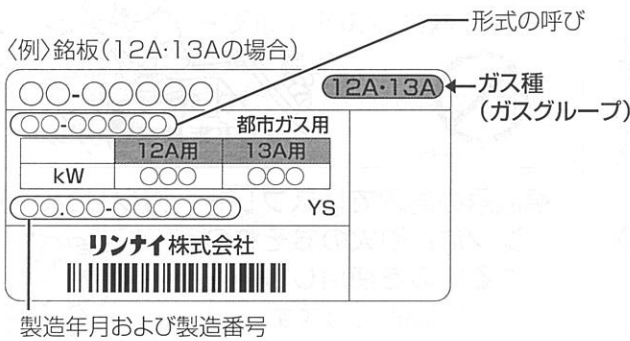 形式の呼び
〈例〉銘板(12A·13Aの場合)
○○-○○○○○
12A·13A
ガス種
(ガスグループ)
○○-○○○○○
都市ガス用
12A用 13A用
kW ○○○ ○○○
○○.○○-○○○○○○
YS
リンナイ株式会社
製造年月および製造番号